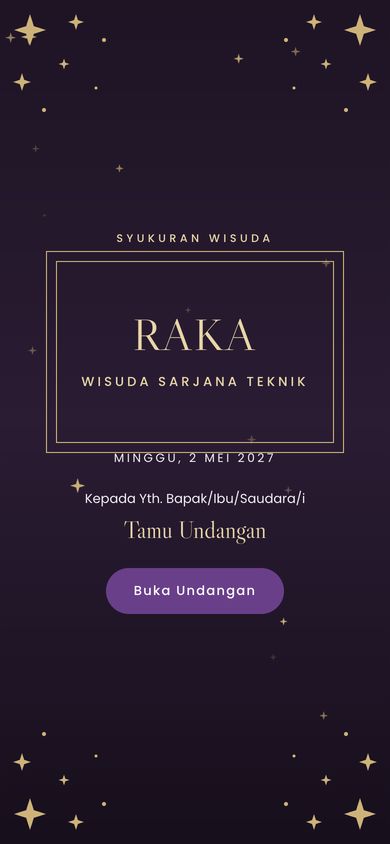 SYUKURAN WISUDA
RAKA
WISUDA SARJANA TEKNIK
MINGGU, 2 MEI 2027
Kepada Yth. Bapak/Ibu/Saudara/i
Tamu Undangan
Buka Undangan